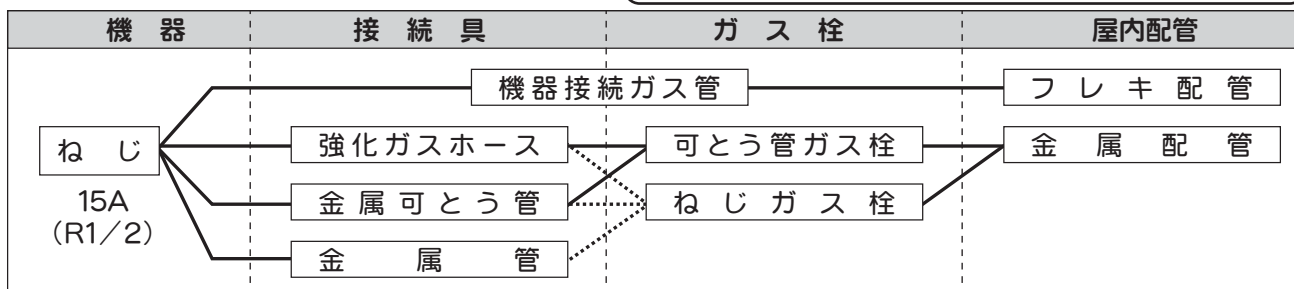 機器 接続具 ガス栓 屋内配管
機器接続ガス管 フレキ配管
ねじ 強化ガスホース 可とう管ガス栓 金属配管
15A 金属可とう管 ねじガス栓
（R1／2）
金属管